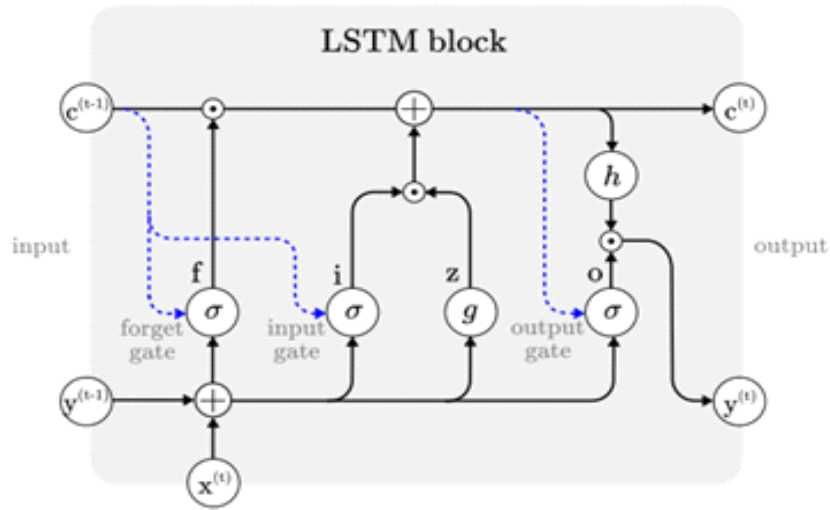 LSTM block
c(t-1)
c(t)
h
input
output
f
i
z
o
σ
σ
g
σ
forget
gate
input
gate
output
gate
y(t-1)
y(t)
x(t)